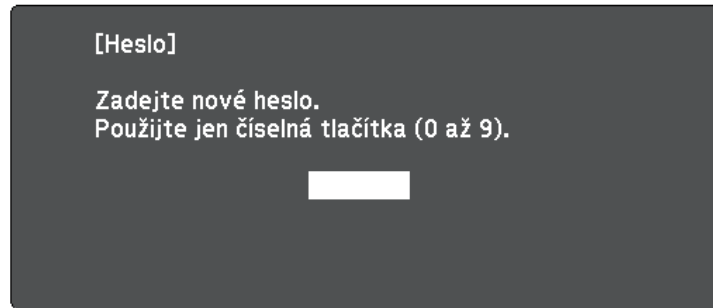 [Heslo]
Zadejte nové heslo.
Použijte jen číselná tlačítka (0 až 9).